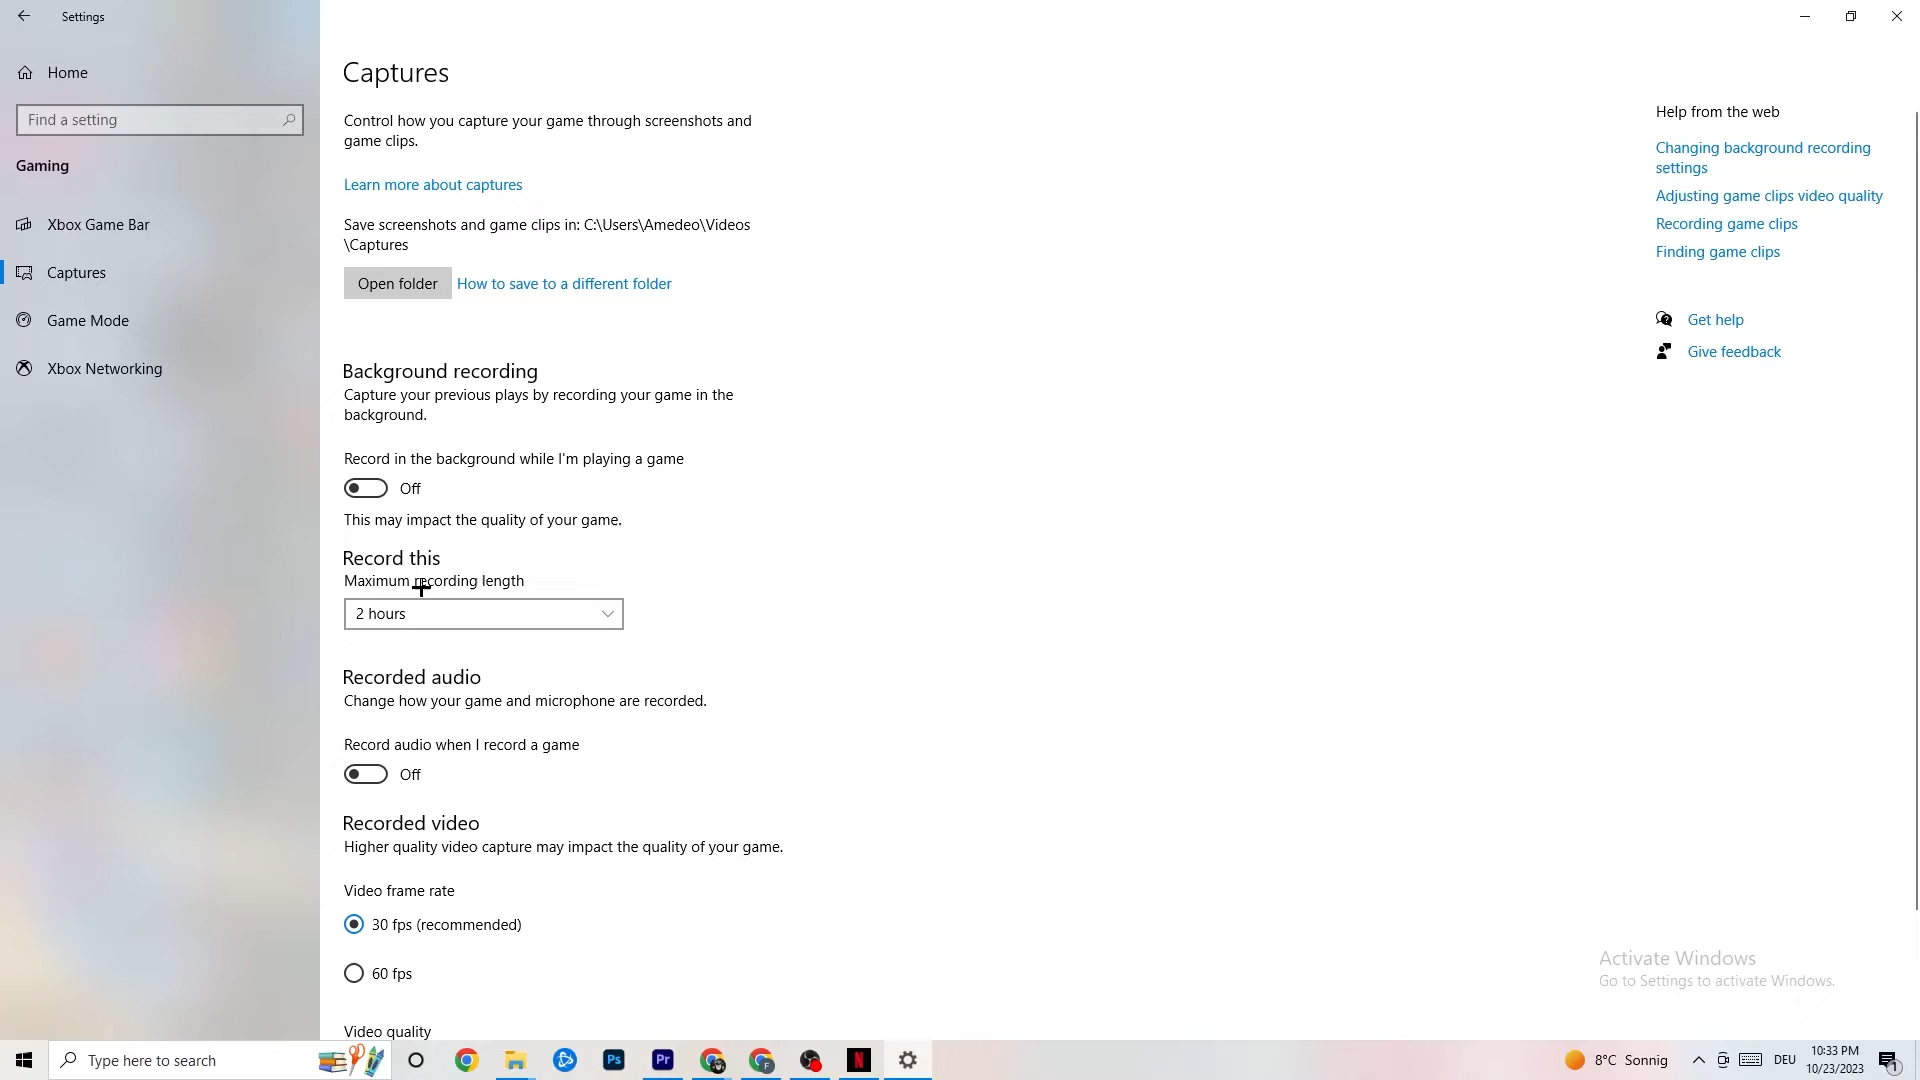 Settings
Home
Find a setting
Gaming
Xbox Game Bar
Captures
Game Mode
Xbox Networking
Captures
Control how you capture your game through screenshots and
game clips.
Learn more about captures
Save screenshots and game clips in: C:\Users\Amedeo\Videos
\Captures
Open folder How to save to a different folder
Background recording
Capture your previous plays by recording your game in the
background.
Record in the background while I'm playing a game
Off
This may impact the quality of your game.
Record this
Maximum recording length
2 hours
Recorded audio
Change how your game and microphone are recorded.
Record audio when I record a game
Off
Recorded video
Higher quality video capture may impact the quality of your game.
Video frame rate
30 fps (recommended)
60 fps
Video quality
Help from the web
Changing background recording
settings
Adjusting game clips video quality
Recording game clips
Finding game clips
Get help
Give feedback
Activate Windows
Go to Settings to activate Windows.
Type here to search
Ps
Pr
F
N
8°C Sonnig
DEU
10:33 PM
10/23/2023
1